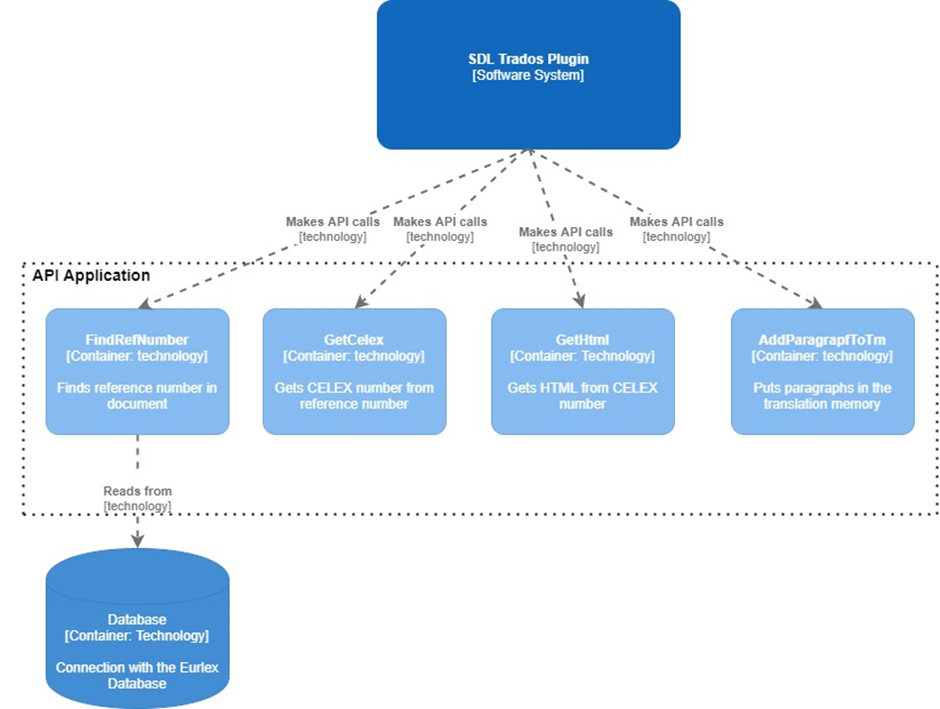 SDL Trados Plugin
[Software System]
Makes API calls
[technology]
Makes API calls
[technology]
Makes API calls
[technology]
Makes API calls
[technology]
API Application
FindRefNumber
[Container: technology]
Finds reference number in
document
GetCelex
[Container: technology]
Gets CELEX number from
reference number
GetHtml
[Container: Technology]
Gets HTML from CELEX
number
AddParagrapfToTm
[Container: technology]
Puts paragraphs in the
translation memory
Reads from
[technology]
Database
[Container: Technology]
Connection with the Eurlex
Database